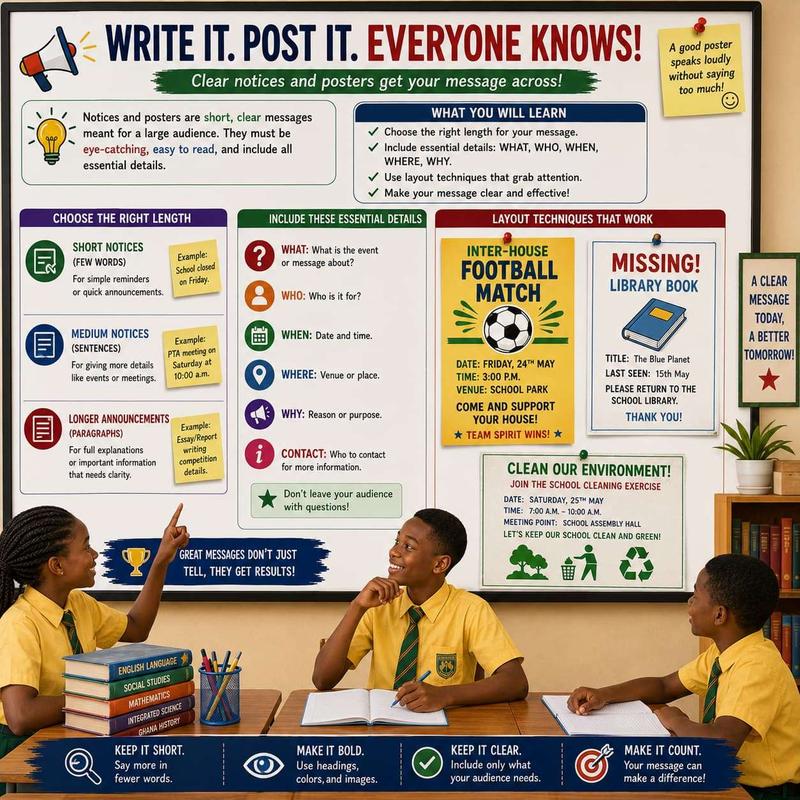 WRITE IT. POST IT. EVERYONE KNOWS!
Clear notices and posters get your message across!
A good poster
speaks loudly
without saying
too much!
Notices and posters are short, clear messages
meant for a large audience. They must be
eye-catching, easy to read, and include all
essential details.
WHAT YOU WILL LEARN
✓ Choose the right length for your message.
✓ Include essential details: WHAT, WHO, WHEN,
WHERE, WHY.
✓ Use layout techniques that grab attention.
✓ Make your message clear and effective!
CHOOSE THE RIGHT LENGTH
SHORT NOTICES
(FEW WORDS)
For simple reminders
or quick announcements.
Example:
School closed
on Friday.
MEDIUM NOTICES
(SENTENCES)
For giving more details
like events or meetings.
Example:
PTA meeting on
Saturday at
10:00 a.m.
LONGER ANNOUNCEMENTS
(PARAGRAPHS)
For full explanations
or important information
that needs clarity.
Example:
Essay/Report
writing
competition
details.
INCLUDE THESE ESSENTIAL DETAILS
WHAT: What is the event
or message about?
WHO: Who is it for?
WHEN: Date and time.
WHERE: Venue or place.
WHY: Reason or purpose.
CONTACT: Who to contact
for more information.
Don't leave your audience
with questions!
LAYOUT TECHNIQUES THAT WORK
INTER-HOUSE
FOOTBALL
MATCH
DATE: FRIDAY, 24TH MAY
TIME: 3:00 P.M.
VENUE: SCHOOL PARK
COME AND SUPPORT
YOUR HOUSE!
★ TEAM SPIRIT WINS! ★
MISSING!
LIBRARY BOOK
TITLE: The Blue Planet
LAST SEEN: 15th May
PLEASE RETURN TO THE
SCHOOL LIBRARY.
THANK YOU!
CLEAN OUR ENVIRONMENT!
JOIN THE SCHOOL CLEANING EXERCISE
DATE: SATURDAY, 25TH MAY
TIME: 7:00 A.M. – 10:00 A.M.
MEETING POINT: SCHOOL ASSEMBLY HALL
LET'S KEEP OUR SCHOOL CLEAN AND GREEN!
A CLEAR
MESSAGE
TODAY,
A BETTER
TOMORROW!
GREAT MESSAGES DON'T JUST
TELL, THEY GET RESULTS!
ENGLISH LANGUAGE
SOCIAL STUDIES
MATHEMATICS
INTEGRATED SCIENCE
GHANA HISTORY
KEEP IT SHORT.
Say more in
fewer words.
MAKE IT BOLD.
Use headings,
colors, and images.
KEEP IT CLEAR.
Include only what
your audience needs.
MAKE IT COUNT.
Your message can
make a difference!